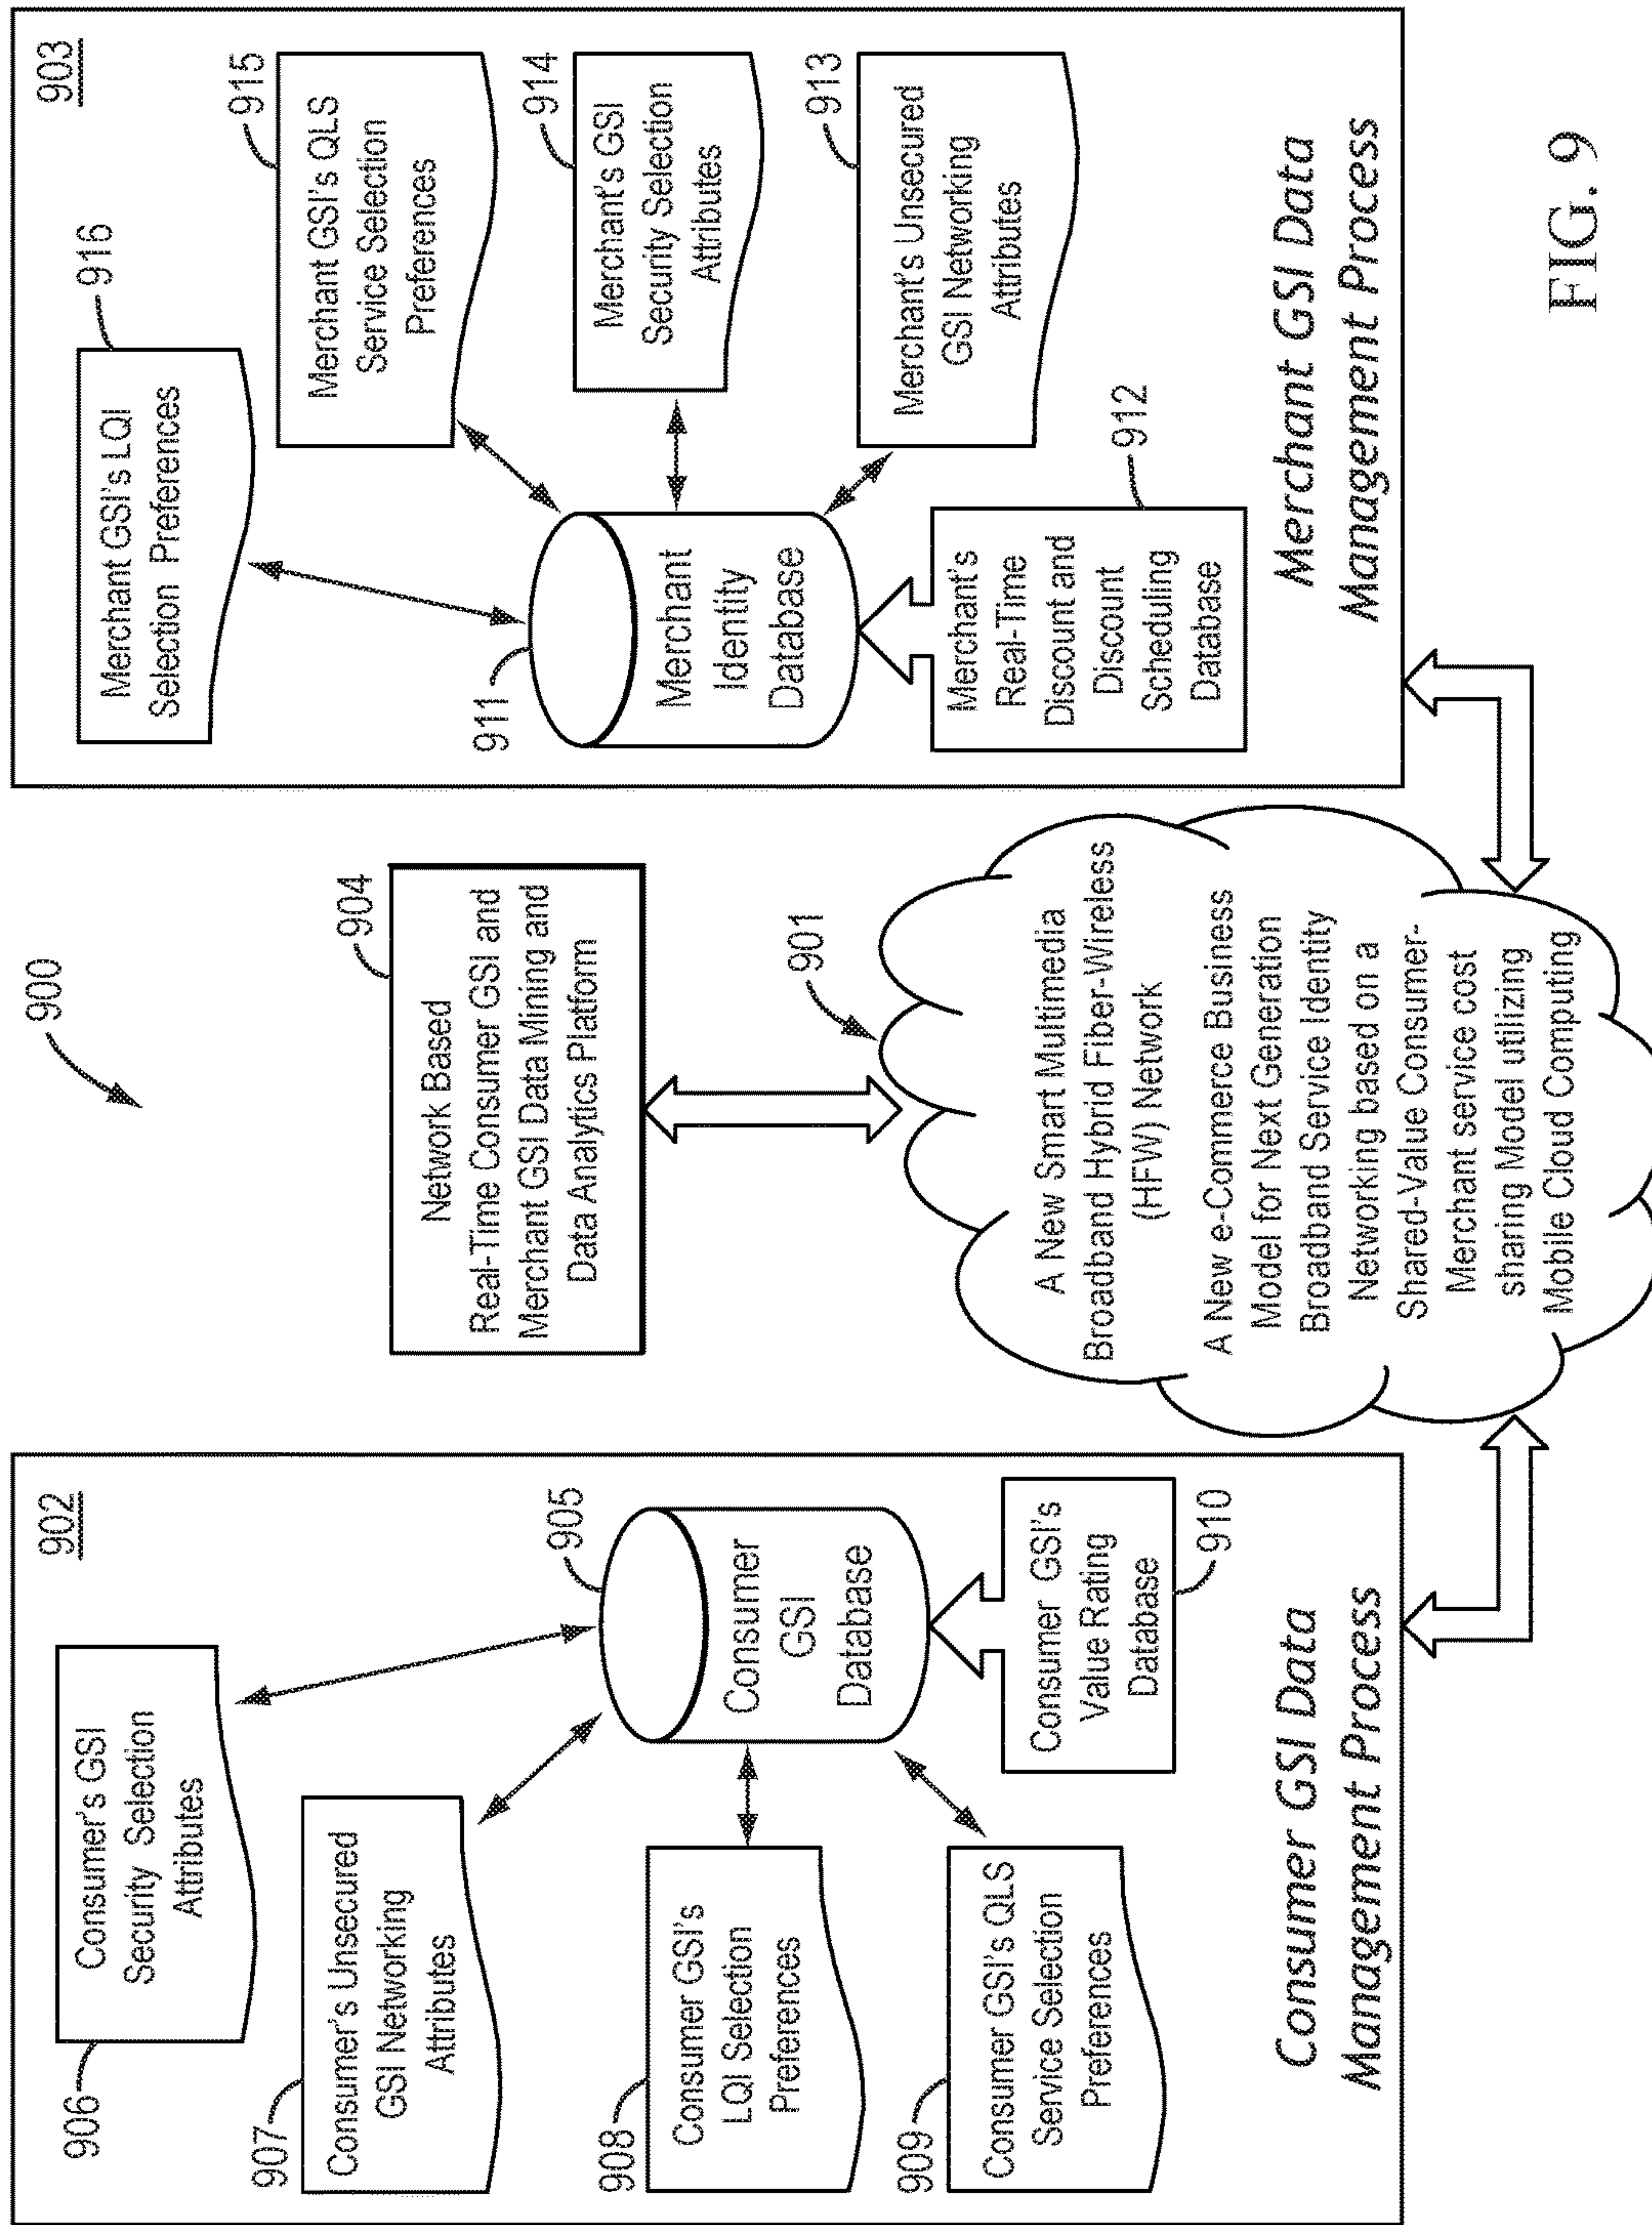 900
902
906
Consumer's GSI
Security Selection
Attributes
907
Consumer's Unsecured
GSI Networking
Attributes
908
Consumer GSI's
LQI Selection
Preferences
909
Consumer GSI's QLS
Service Selection
Preferences
905
Consumer
GSI
Database
Consumer GSI's
Value Rating
Database
910
Consumer GSI Data
Management Process
904
Network Based
Real-Time Consumer GSI and
Merchant GSI Data Mining and
Data Analytics Platform
901
A New Smart Multimedia
Broadband Hybrid Fiber-Wireless
(HFW) Network
A New e-Commerce Business
Model for Next Generation
Broadband Service Identity
Networking based on a
Shared-Value Consumer-
Merchant service cost
sharing Model utilizing
Mobile Cloud Computing
903
916
Merchant GSI's LQI
Selection Preferences
915
Merchant GSI's QLS
Service Selection
Preferences
914
Merchant's GSI
Security Selection
Attributes
913
Merchant's Unsecured
GSI Networking
Attributes
911
Merchant
Identity
Database
912
Merchant's
Real-Time
Discount and
Discount
Scheduling
Database
Merchant GSI Data
Management Process
FIG. 9